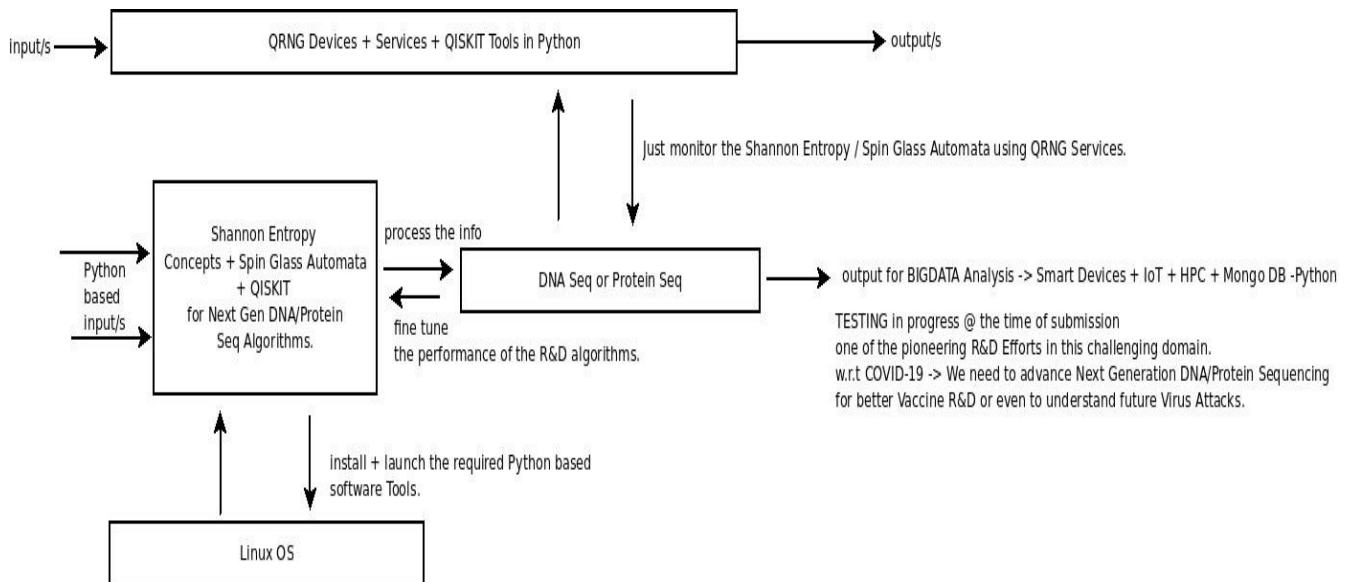 input/s
QRNG Devices + Services + QISKIT Tools in Python
output/s
Just monitor the Shannon Entropy / Spin Glass Automata using QRNG Services.
Shannon Entropy
Concepts + Spin Glass Automata
+ QISKIT
for Next Gen DNA/Protein
Seq Algorithms.
Python
based
input/s
process the info
fine tune
the performance of the R&D algorithms.
DNA Seq or Protein Seq
output for BIGDATA Analysis -> Smart Devices + IoT + HPC + Mongo DB -Python
TESTING in progress @ the time of submission
one of the pioneering R&D Efforts in this challenging domain.
w.r.t COVID-19 -> We need to advance Next Generation DNA/Protein Sequencing
for better Vaccine R&D or even to understand future Virus Attacks.
install + launch the required Python based
software Tools.
Linux OS